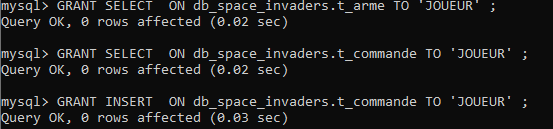 mysql> GRANT SELECT  ON db_space_invaders.t_arme TO 'JOUEUR' ;
Query OK, 0 rows affected (0.02 sec)
mysql> GRANT SELECT  ON db_space_invaders.t_commande TO 'JOUEUR' ;
Query OK, 0 rows affected (0.02 sec)
mysql> GRANT INSERT  ON db_space_invaders.t_commande TO 'JOUEUR' ;
Query OK, 0 rows affected (0.03 sec)